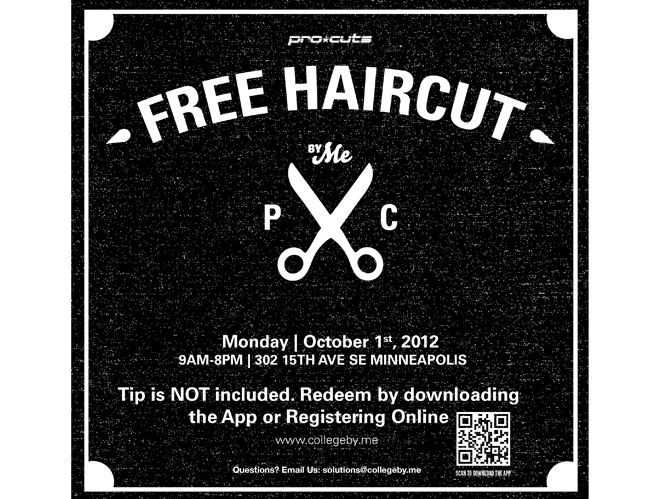 pro★cuts
FREE HAIRCUT
BY Me
P C
Monday | October 1st, 2012
9AM-8PM | 302 15TH AVE SE MINNEAPOLIS
Tip is NOT included. Redeem by downloading
the App or Registering Online
www.collegeby.me
SCAN TO DOWNLOAD THE APP
Questions? Email Us: solutions@collegeby.me